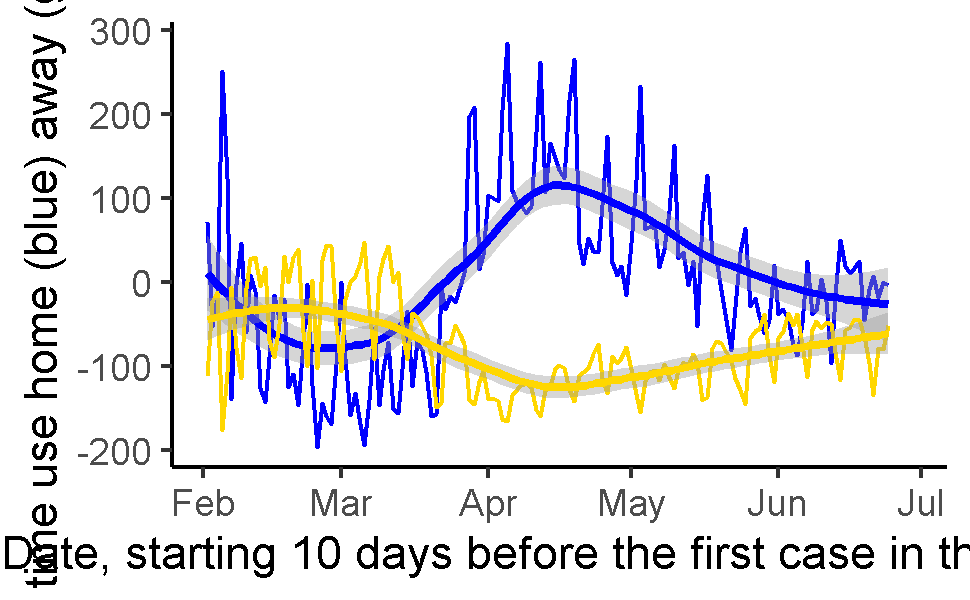 time use home (blue) away (
300
200
100
0
-100
-200
Feb Mar Apr May Jun Jul
Date, starting 10 days before the first case in th